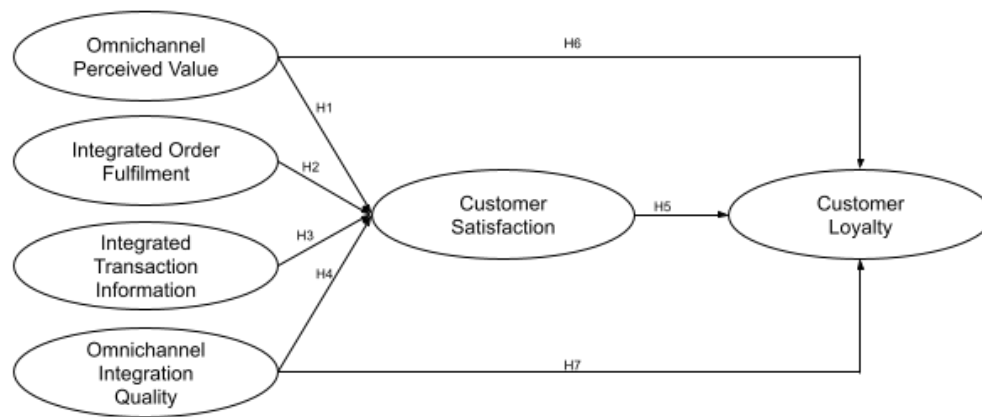 Omnichannel
Perceived Value
H6
H1
Integrated Order
Fulfilment
H2
Customer
Satisfaction
H5
Customer
Loyalty
Integrated
Transaction
Information
H3
H4
Omnichannel
Integration
Quality
H7